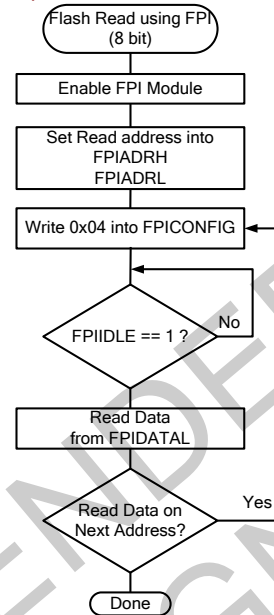 Flash Read using FPI
(8 bit)
Enable FPI Module
Set Read address into
FPIADRH
FPIADRL
Write 0x04 into FPICONFIG
FPIIDLE == 1 ?
No
Read Data
from FPIDATAL
Read Data on
Next Address?
Yes
Done